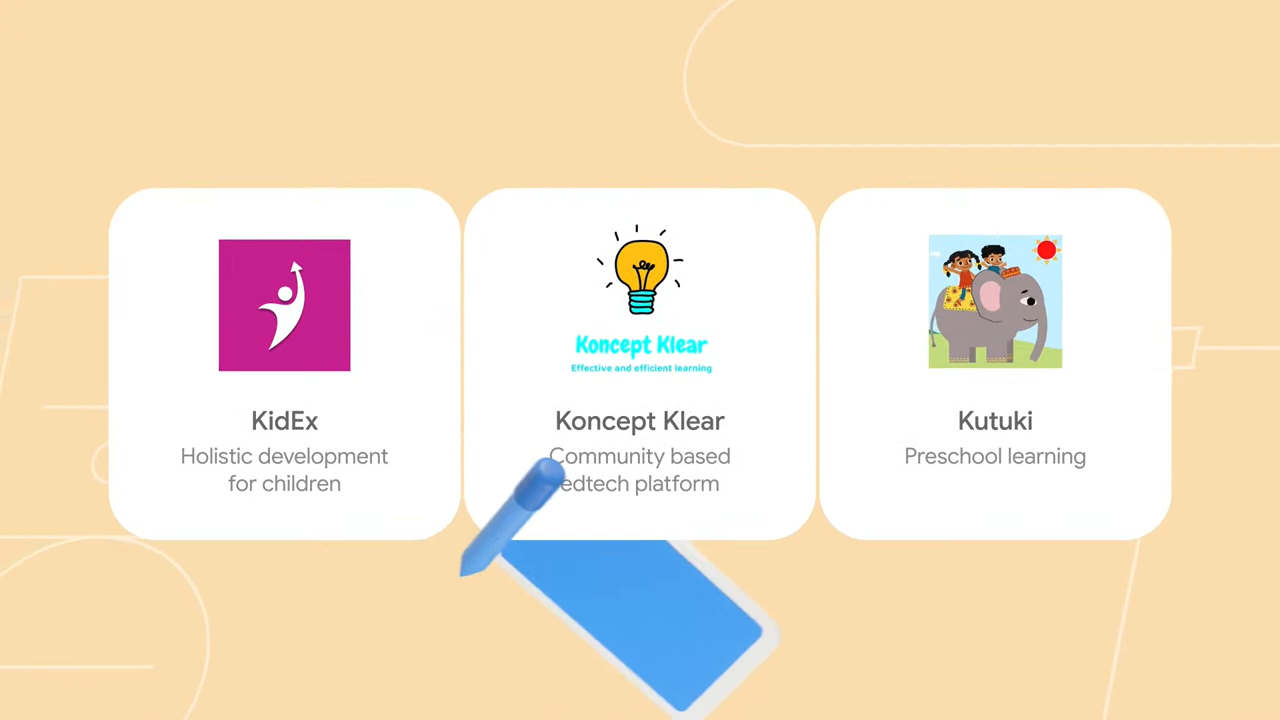 Koncept Klear
Effective and efficient learning
KidEx
Holistic development
for children
Koncept Klear
Community based
edtech platform
Kutuki
Preschool learning